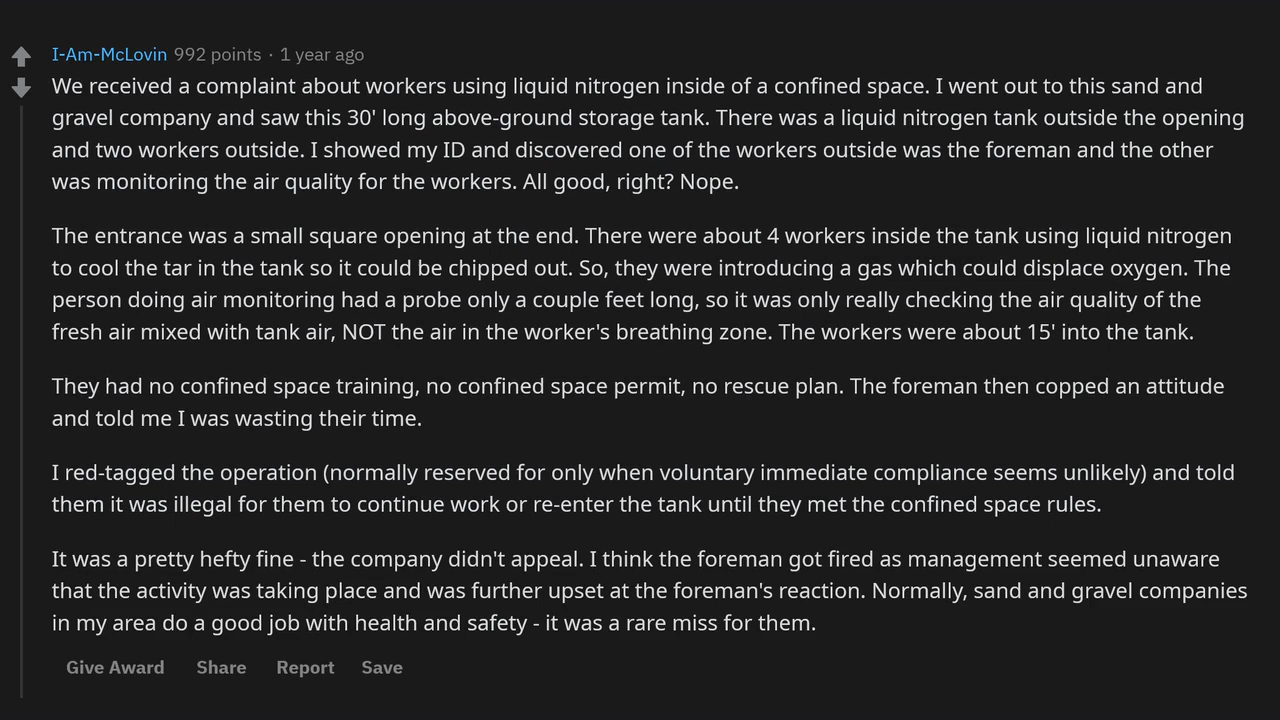 I-Am-McLovin 992 points · 1 year ago
We received a complaint about workers using liquid nitrogen inside of a confined space. I went out to this sand and
gravel company and saw this 30' long above-ground storage tank. There was a liquid nitrogen tank outside the opening
and two workers outside. I showed my ID and discovered one of the workers outside was the foreman and the other
was monitoring the air quality for the workers. All good, right? Nope.
The entrance was a small square opening at the end. There were about 4 workers inside the tank using liquid nitrogen
to cool the tar in the tank so it could be chipped out. So, they were introducing a gas which could displace oxygen. The
person doing air monitoring had a probe only a couple feet long, so it was only really checking the air quality of the
fresh air mixed with tank air, NOT the air in the worker's breathing zone. The workers were about 15' into the tank.
They had no confined space training, no confined space permit, no rescue plan. The foreman then copped an attitude
and told me I was wasting their time.
I red-tagged the operation (normally reserved for only when voluntary immediate compliance seems unlikely) and told
them it was illegal for them to continue work or re-enter the tank until they met the confined space rules.
It was a pretty hefty fine - the company didn't appeal. I think the foreman got fired as management seemed unaware
that the activity was taking place and was further upset at the foreman's reaction. Normally, sand and gravel companies
in my area do a good job with health and safety - it was a rare miss for them.
Give Award Share Report Save